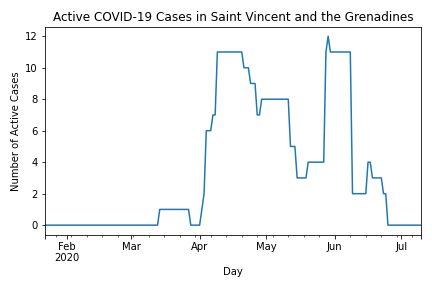 Active COVID-19 Cases in Saint Vincent and the Grenadines
Number of Active Cases
12
10
8
6
4
2
0
Feb
2020
Mar
Apr
May
Jun
Jul
Day